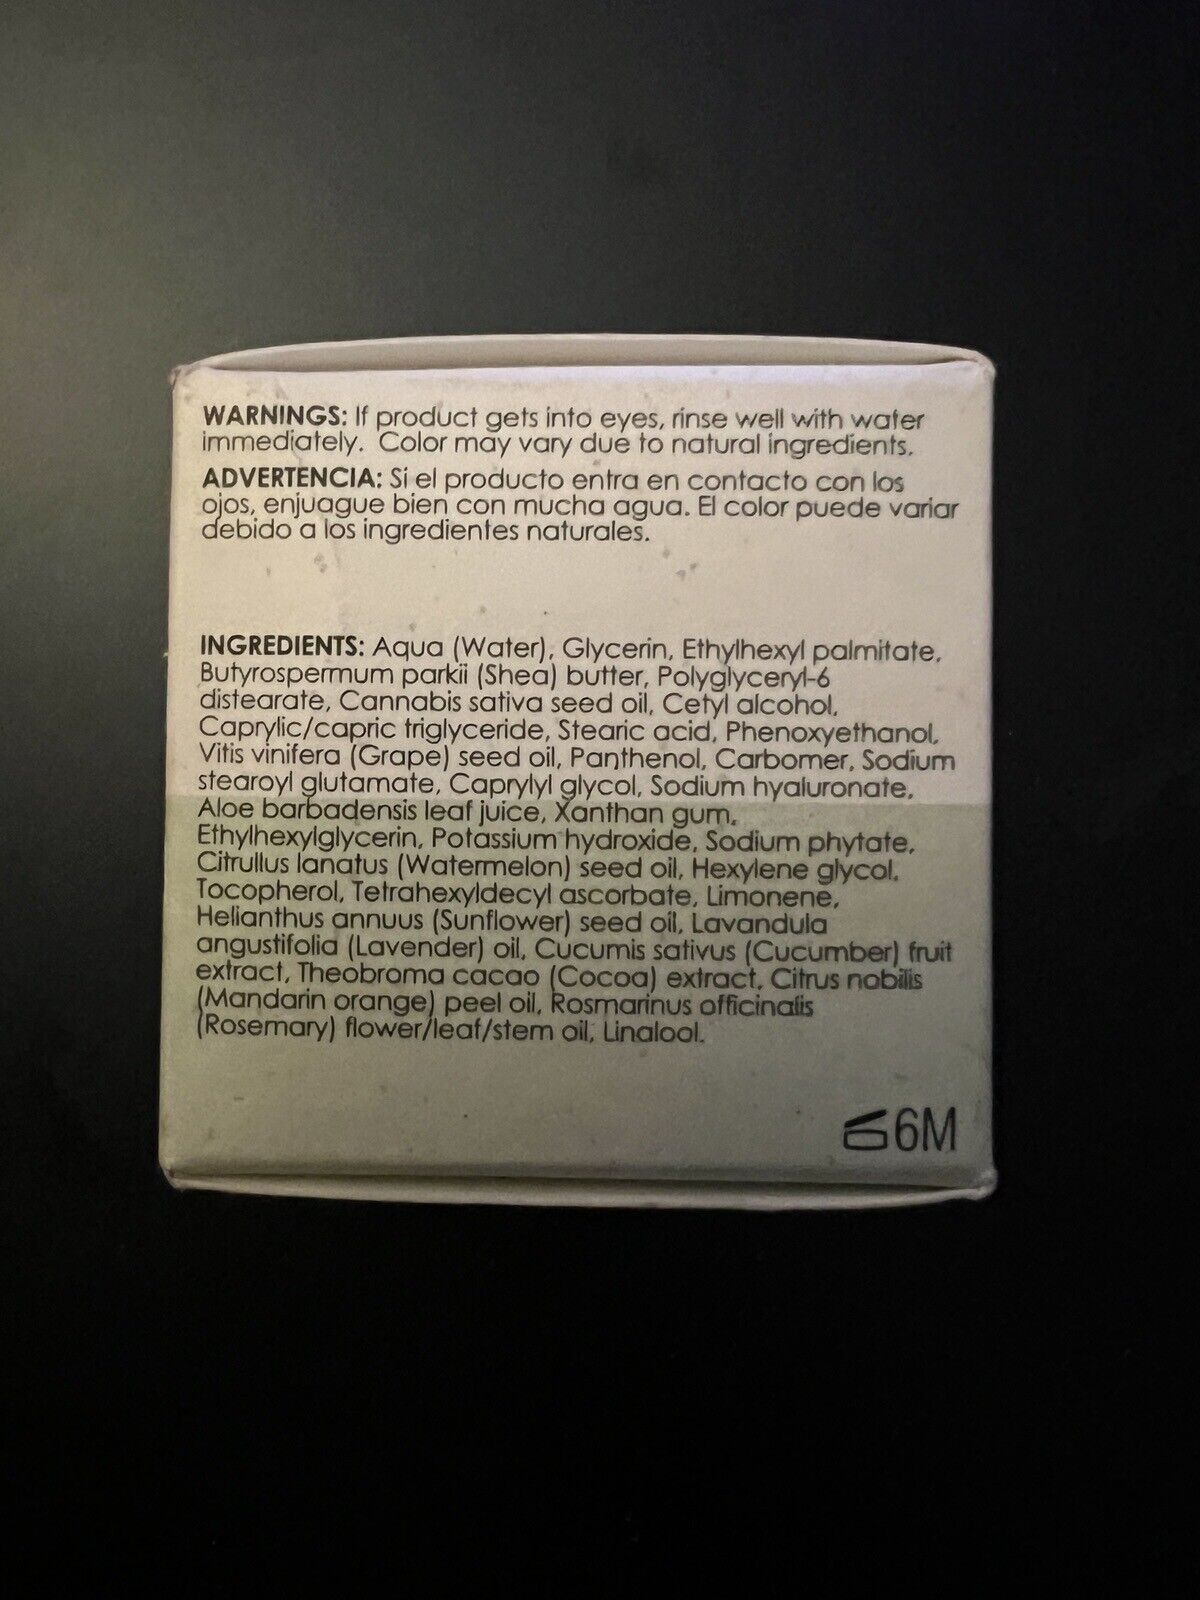 WARNINGS: If product gets into eyes, rinse well with water
immediately. Color may vary due to natural ingredients.
ADVERTENCIA: Si el producto entra en contacto con los
ojos, enjuague bien con mucha agua. El color puede variar
debido a los ingredientes naturales.
INGREDIENTS: Aqua (Water), Glycerin, Ethylhexyl palmitate,
Butyrospermum parkii (Shea) butter, Polyglyceryl-6
distearate, Cannabis sativa seed oil, Cetyl alcohol,
Caprylic/capric triglyceride, Stearic acid, Phenoxyethanol,
Vitis vinifera (Grape) seed oil, Panthenol, Carbomer, Sodium
stearoyl glutamate, Caprylyl glycol, Sodium hyaluronate,
Aloe barbadensis leaf juice, Xanthan gum,
Ethylhexylglycerin, Potassium hydroxide, Sodium phytate,
Citrullus lanatus (Watermelon) seed oil, Hexylene glycol,
Tocopherol, Tetrahexyldecyl ascorbate, Limonene,
Helianthus annuus (Sunflower) seed oil, Lavandula
angustifolia (Lavender) oil, Cucumis sativus (Cucumber) fruit
extract, Theobroma cacao (Cocoa) extract, Citrus nobilis
(Mandarin orange) peel oil, Rosmarinus officinalis
(Rosemary) flower/leaf/stem oil, Linalool.
6M